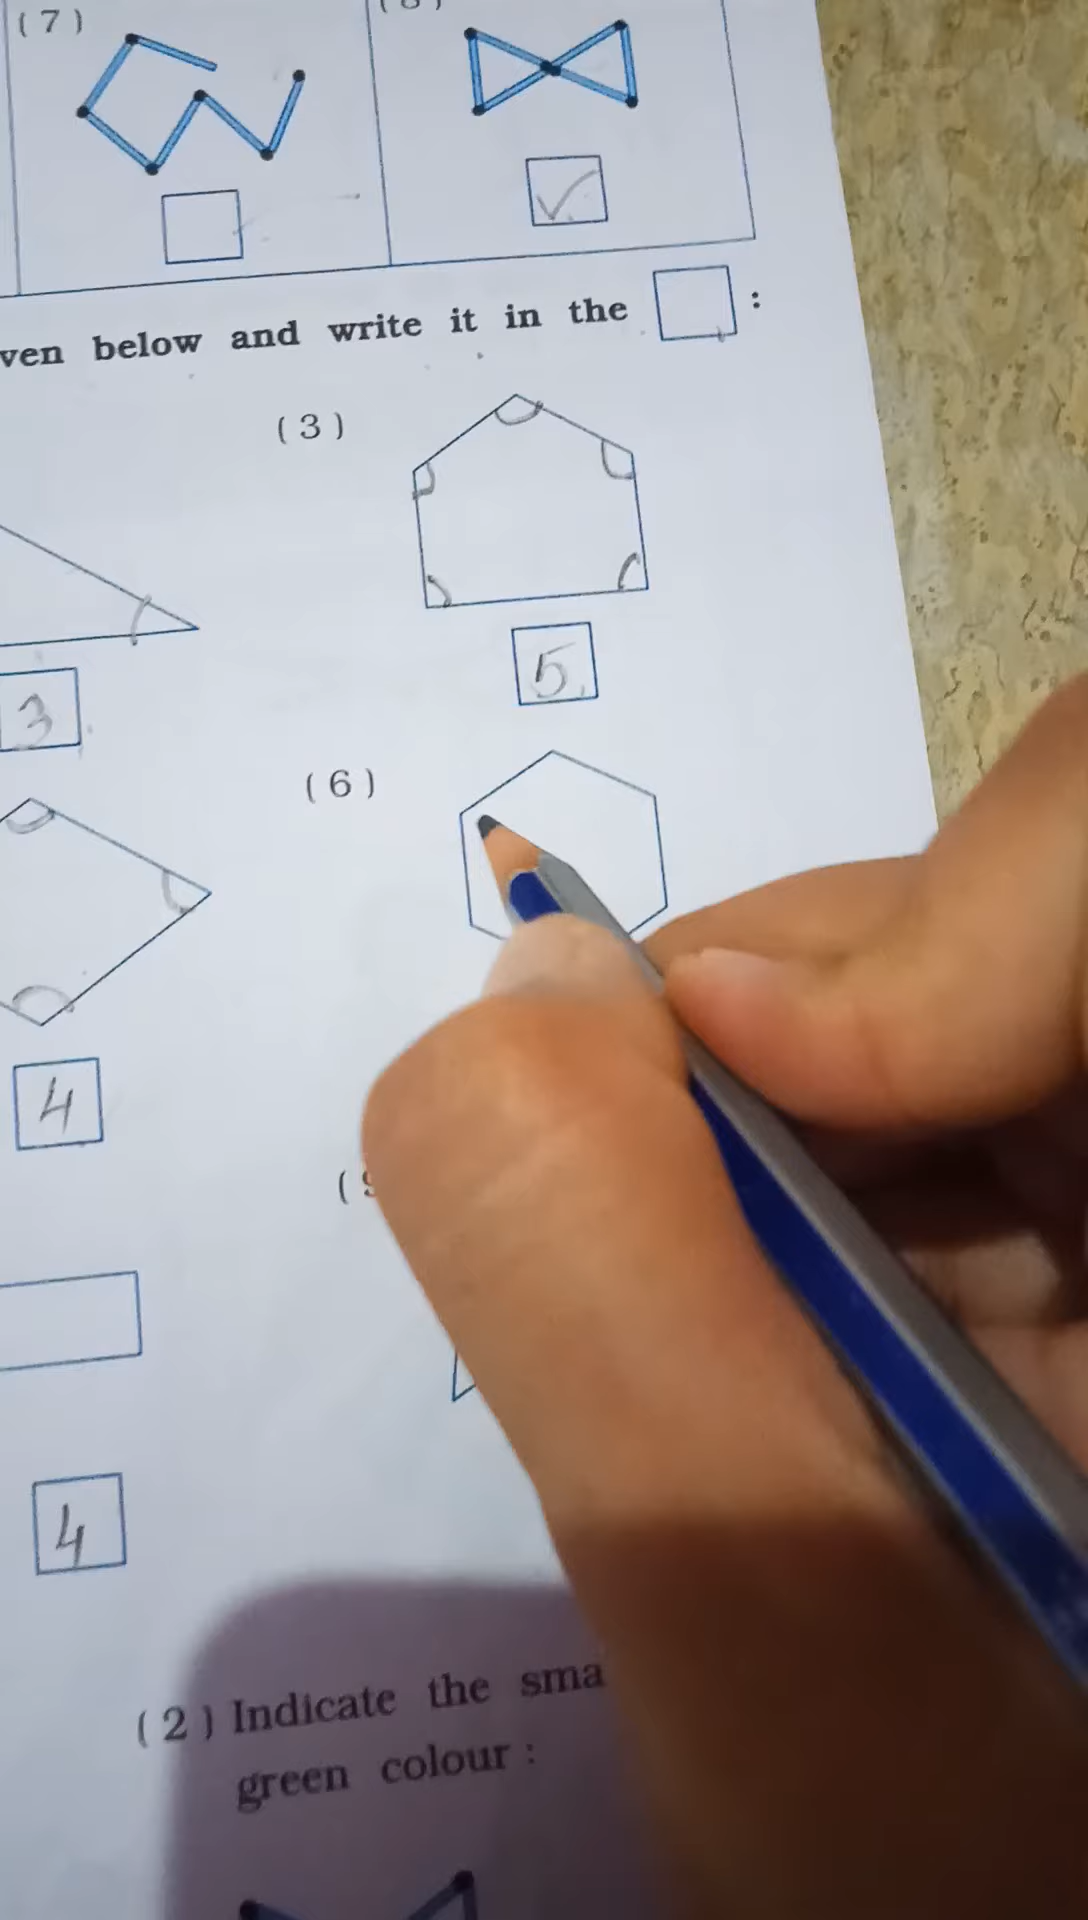 (7)
ven below and write it in the :
(3)
5
3
(6)
4
4
(2) Indicate the sma
green colour :